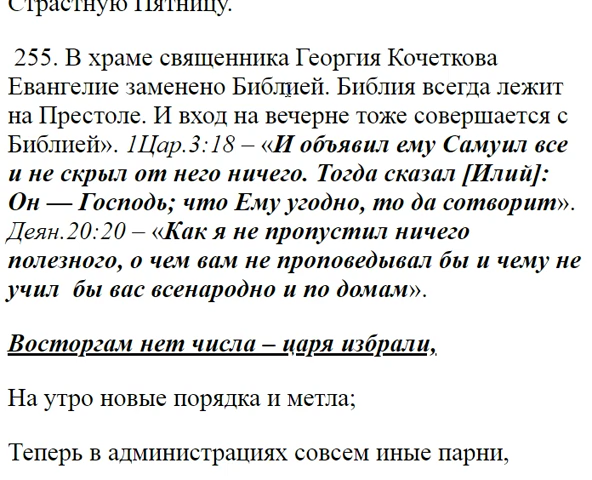 Страстную Пятницу.
255. В храме священника Георгия Кочеткова
Евангелие заменено Библией. Библия всегда лежит
на Престоле. И вход на вечерне тоже совершается с
Библией». 1Цар.3:18 – «И объявил ему Самуил все
и не скрыл от него ничего. Тогда сказал [Илий]:
Он — Господь; что Ему угодно, то да сотворит».
Деян.20:20 – «Как я не пропустил ничего
полезного, о чем вам не проповедывал бы и чему не
учил  бы вас всенародно и по домам».
Восторгам нет числа – царя избрали,
На утро новые порядка и метла;
Теперь в администрациях совсем иные парни,